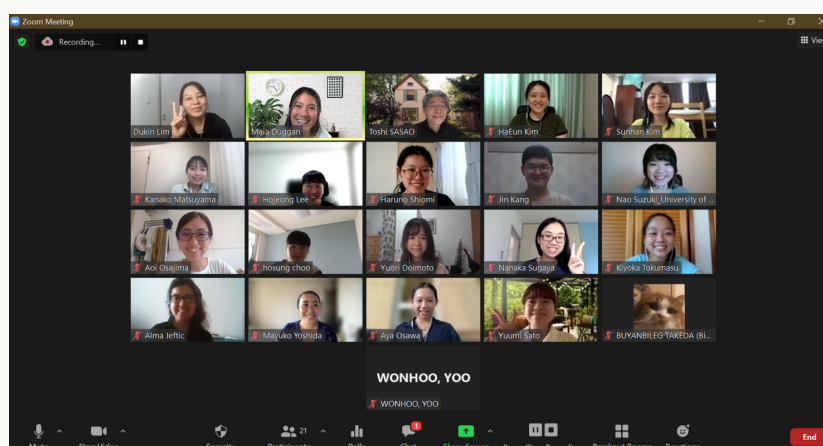 Zoom Meeting
Recording...
View
Dukin Lim
Maia Duggan
Toshi SASAO
HaEun Kim
Sunhan Kim
Kanako Matsuyama
Hojeong Lee
Haruno Shiomi
Jin Kang
Nao Suzuki_University of ...
Aoi Osajima
hosung choo
Yuori Doimoto
Nanaka Sugaya
Kiyoka Tokumasu
Alma Jeftic
Mayuko Yoshida
Aya Osawa
Yuumi Sato
BUYANBILEG TAKEDA (Bi...
WONHOO, YOO
WONHOO, YOO
21
1
End